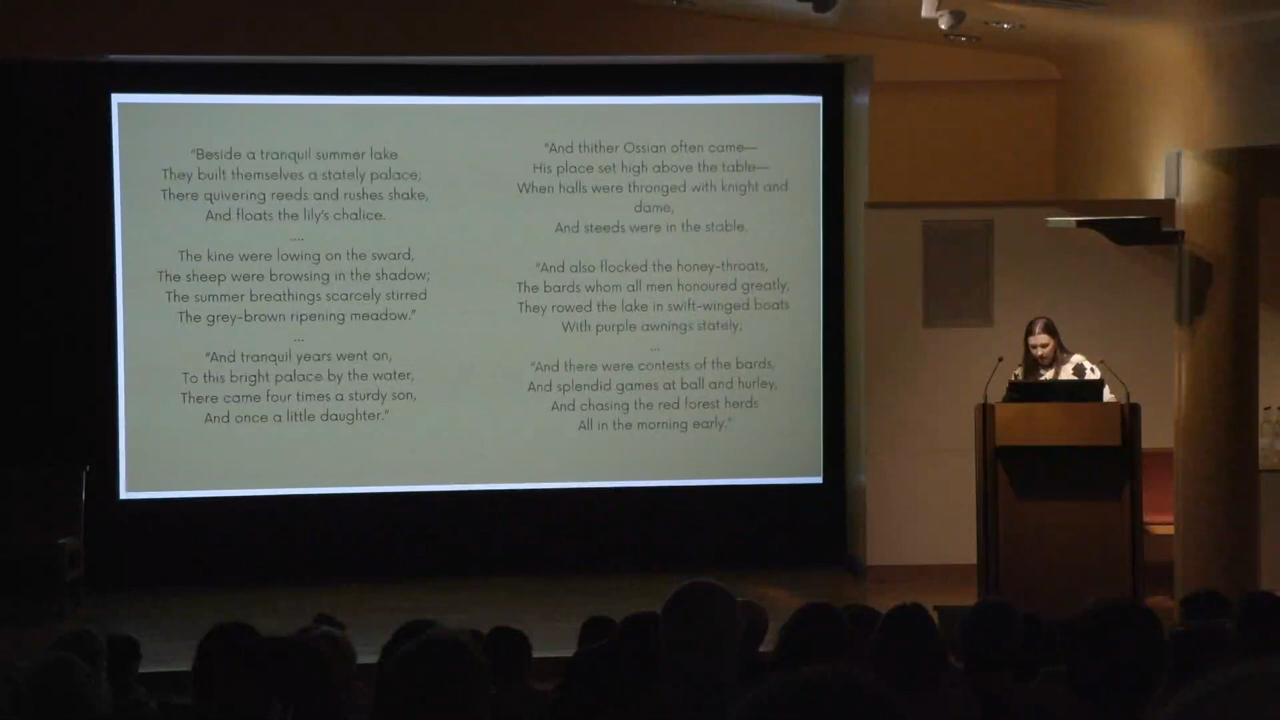 “Beside a tranquil summer lake
They built themselves a stately palace;
There quivering reeds and rushes shake,
And floats the lily’s chalice.
....
The kine were lowing on the sward,
The sheep were browsing in the shadow;
The summer breathings scarcely stirred
The grey-brown ripening meadow.”
...
“And tranquil years went on,
To this bright palace by the water,
There came four times a sturdy son,
And once a little daughter.”
“And thither Ossian often came—
His place set high above the table—
When halls were thronged with knight and
dame,
And steeds were in the stable.
“And also flocked the honey-throats,
The bards whom all men honoured greatly,
They rowed the lake in swift-winged boats
With purple awnings stately;
...
“And there were contests of the bards,
And splendid games at ball and hurley,
And chasing the red forest herds
All in the morning early.”